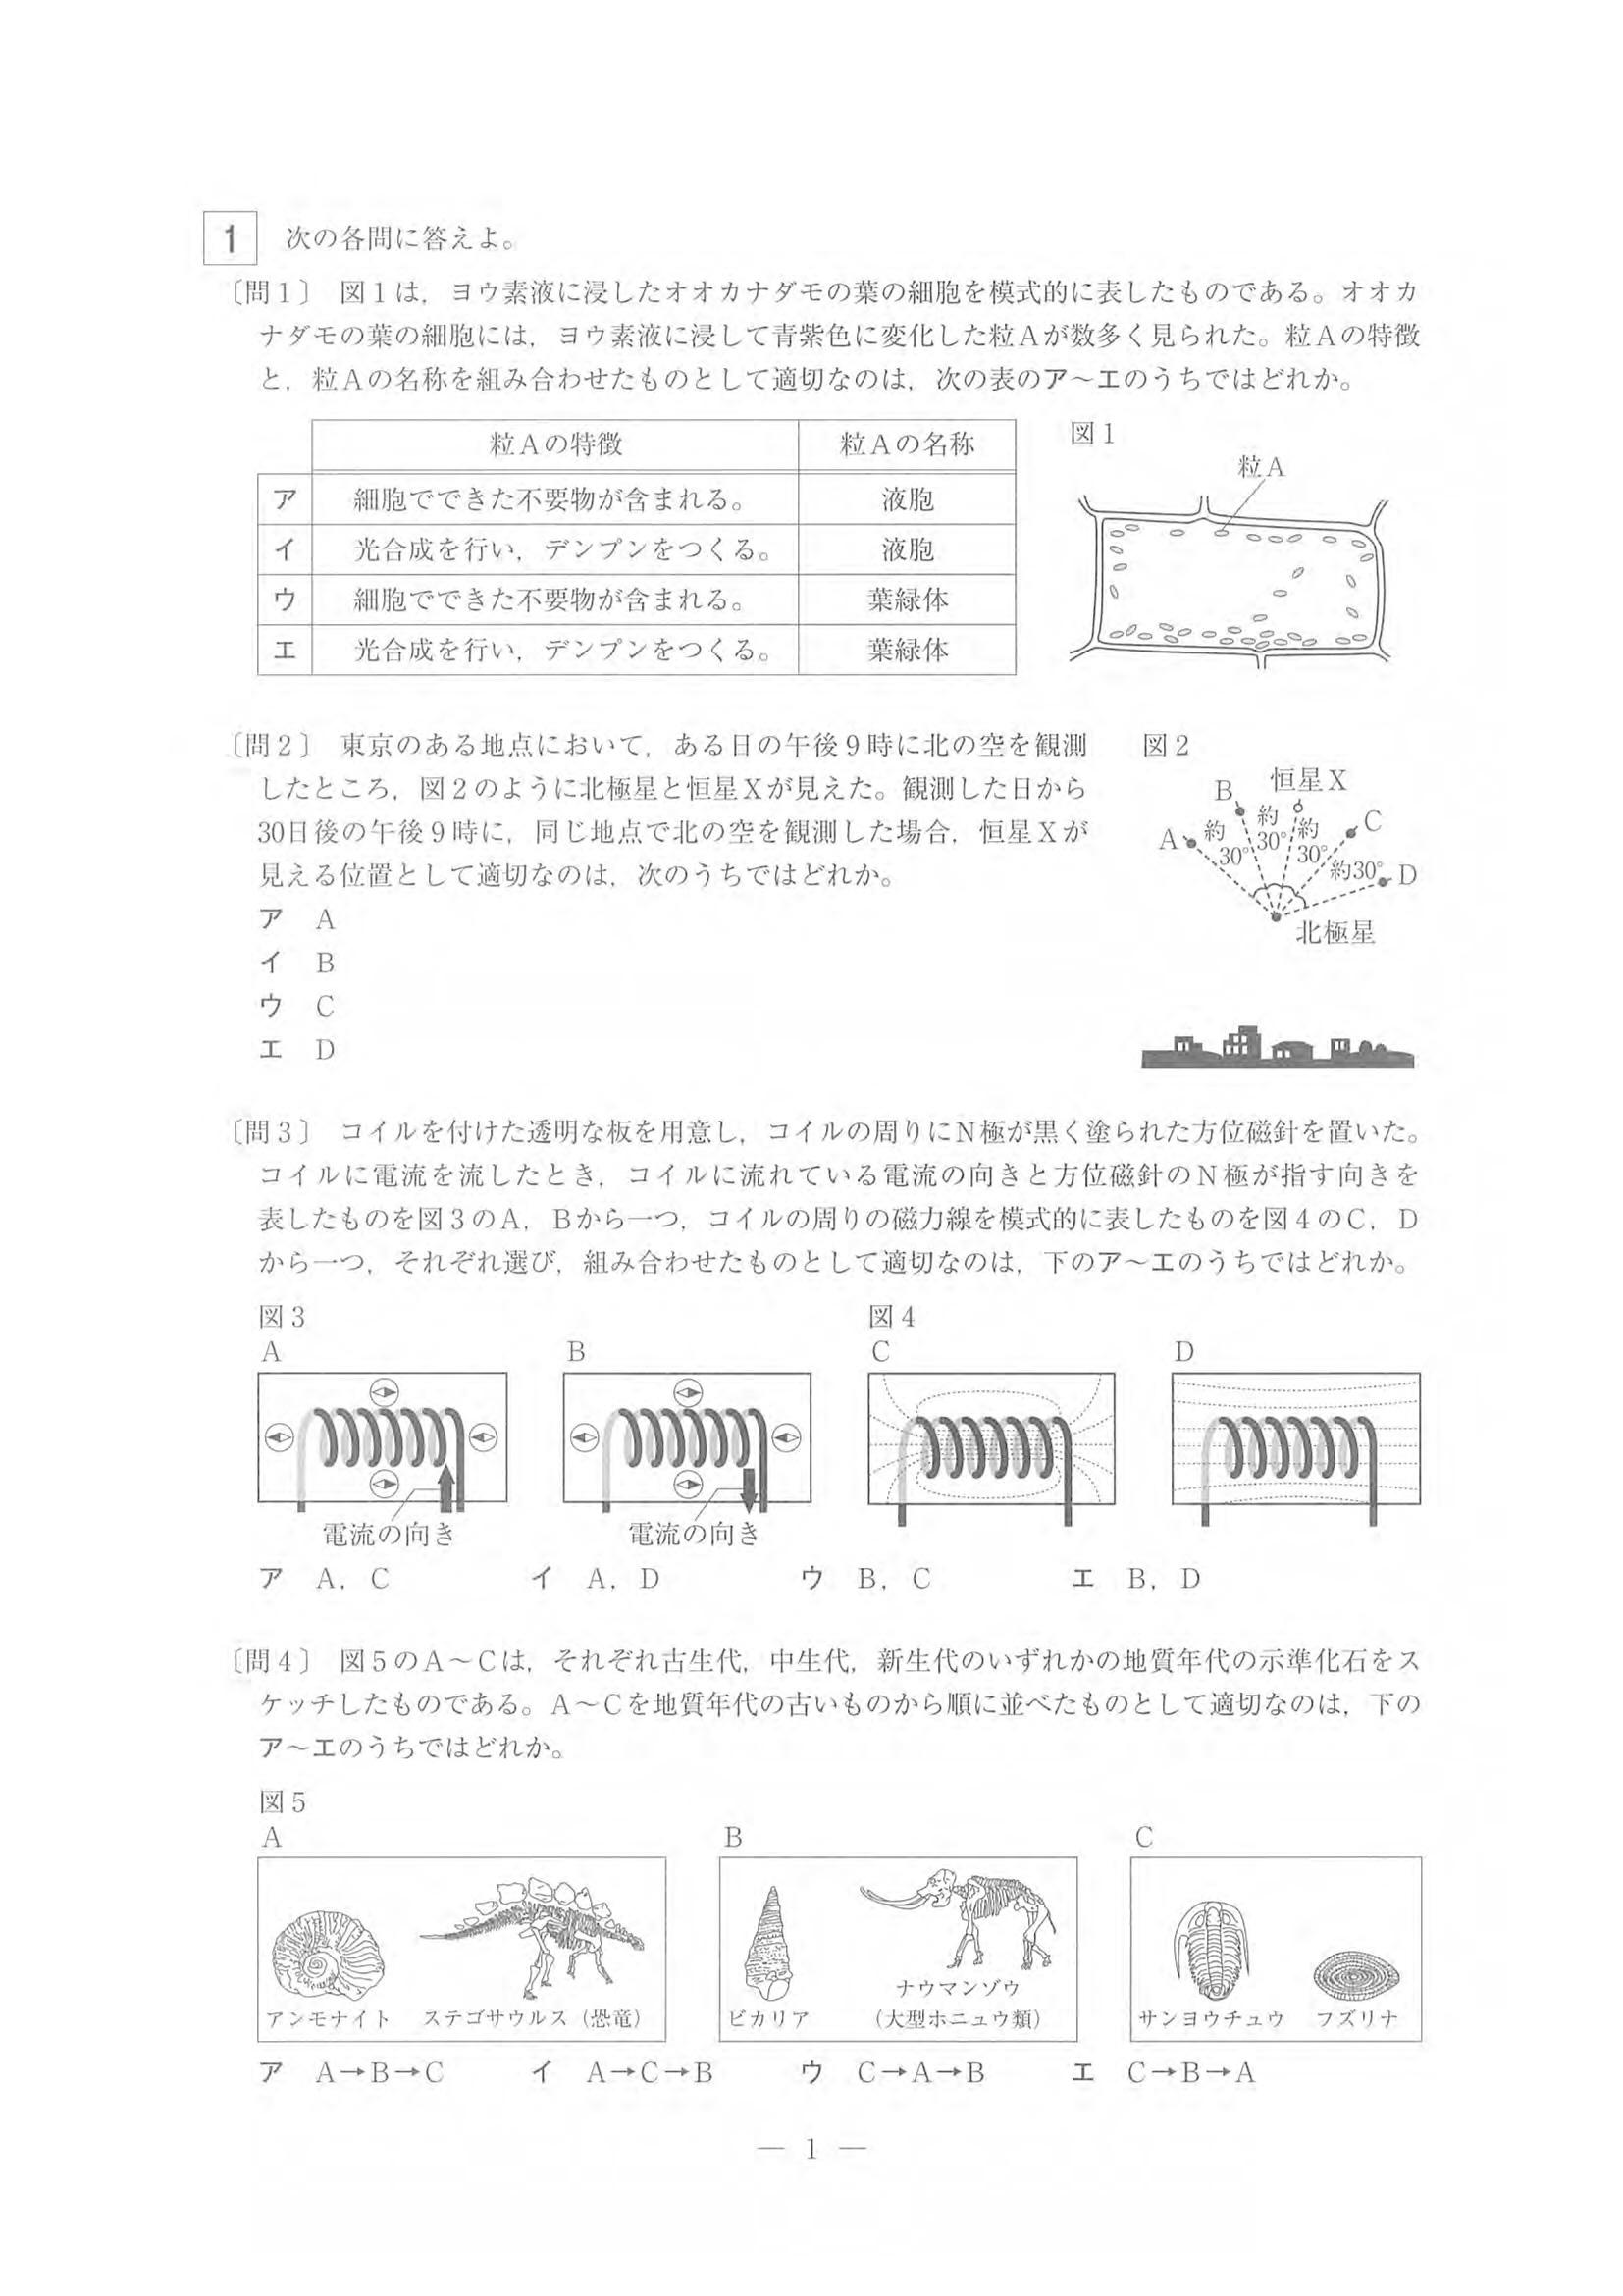 1 次の各問に答えよ。
〔問1〕 図1は，ヨウ素液に浸したオオカナダモの葉の細胞を模式的に表したものである。オオカ
ナダモの葉の細胞には，ヨウ素液に浸して青紫色に変化した粒Aが数多く見られた。粒Aの特徴
と，粒Aの名称を組み合わせたものとして適切なのは，次の表のア～エのうちではどれか。
粒Aの特徴 粒Aの名称
ア 細胞でできた不要物が含まれる。 液胞
イ 光合成を行い，デンプンをつくる。 液胞
ウ 細胞でできた不要物が含まれる。 葉緑体
エ 光合成を行い，デンプンをつくる。 葉緑体
図1
粒A
〔問2〕 東京のある地点において，ある日の午後9時に北の空を観測
したところ，図2のように北極星と恒星Xが見えた。観測した日から
30日後の午後9時に，同じ地点で北の空を観測した場合，恒星Xが
見える位置として適切なのは，次のうちではどれか。
ア A
イ B
ウ C
エ D
図2
恒星X
B
A
C
D
約30°
約30°
約30°
約30°
北極星
〔問3〕 コイルを付けた透明な板を用意し，コイルの周りにN極が黒く塗られた方位磁針を置いた。
コイルに電流を流したとき，コイルに流れている電流の向きと方位磁針のN極が指す向きを
表したものを図3のA，Bから一つ，コイルの周りの磁力線を模式的に表したものを図4のC，D
から一つ，それぞれ選び，組み合わせたものとして適切なのは，下のア～エのうちではどれか。
図3 図4
A B C D
電流の向き 電流の向き
ア A，C イ A，D ウ B，C エ B，D
〔問4〕 図5のA～Cは，それぞれ古生代，中生代，新生代のいずれかの地質年代の示準化石をス
ケッチしたものである。A～Cを地質年代の古いものから順に並べたものとして適切なのは，下の
ア～エのうちではどれか。
図5
A B C
アンモナイト ステゴサウルス（恐竜） ビカリア ナウマンゾウ
（大型ホニュウ類） サンヨウチュウ フズリナ
ア A→B→C イ A→C→B ウ C→A→B エ C→B→A
― 1 ―